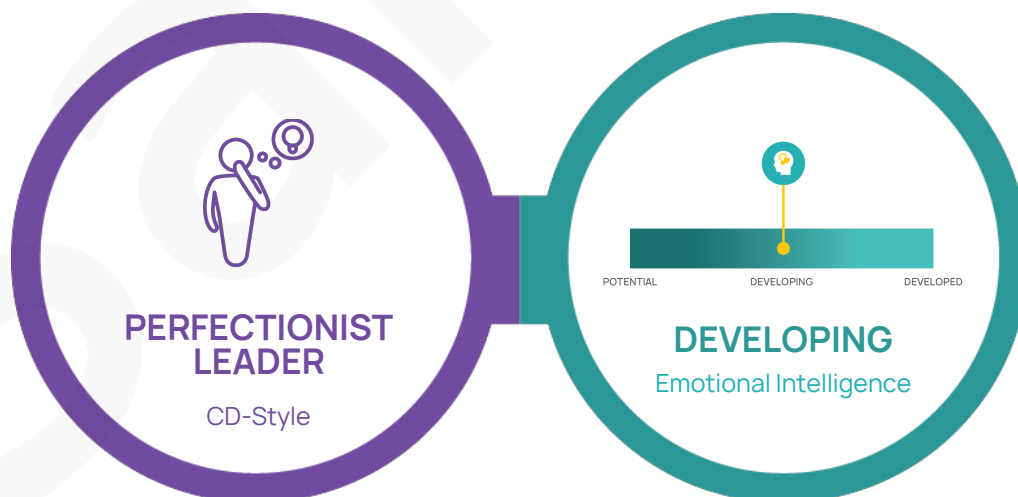 PERFECTIONIST
LEADER
CD-Style
POTENTIAL
DEVELOPING
DEVELOPED
DEVELOPING
Emotional Intelligence